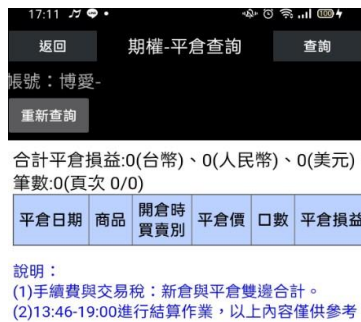 17:11
100
返回 期權-平倉查詢 查詢
帳號：博愛-
重新查詢
合計平倉損益:0(台幣)、0(人民幣)、0(美元)
筆數:0(頁次 0/0)
平倉日期 商品 開倉時買賣別 平倉價 口數 平倉損益
說明：
(1)手續費與交易稅：新倉與平倉雙邊合計。
(2)13:46-19:00進行結算作業，以上內容僅供參考